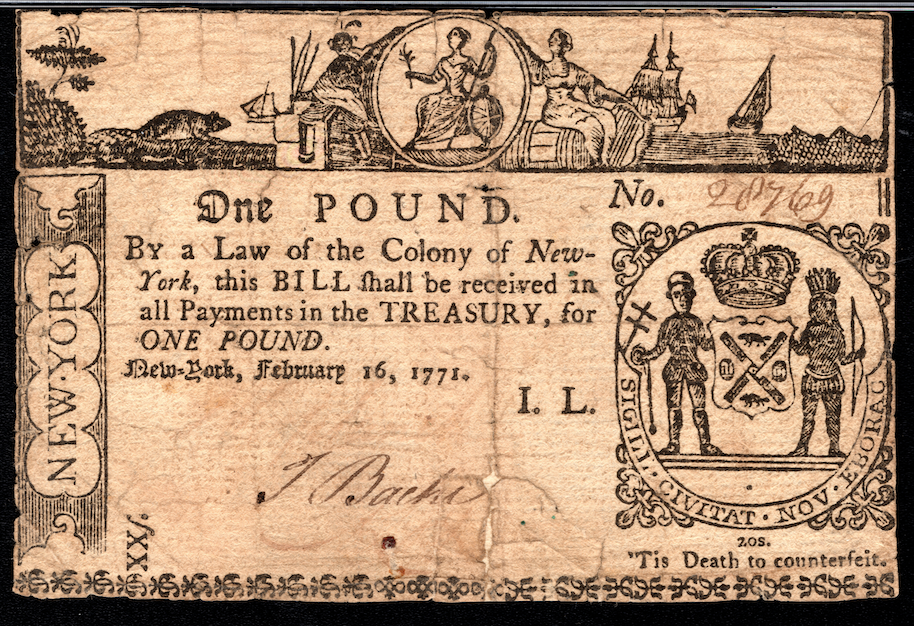 No. 28769
One POUND.
By a Law of the Colony of New-
York, this BILL ſhall be received in
all Payments in the TREASURY, for
ONE POUND.
New-York, February 16, 1771.
I. L.
NEW-YORK
XXſ.
SIGILL. CIVITAT. NOV. EBORAC
20s.
"Tis Death to counterfeit.